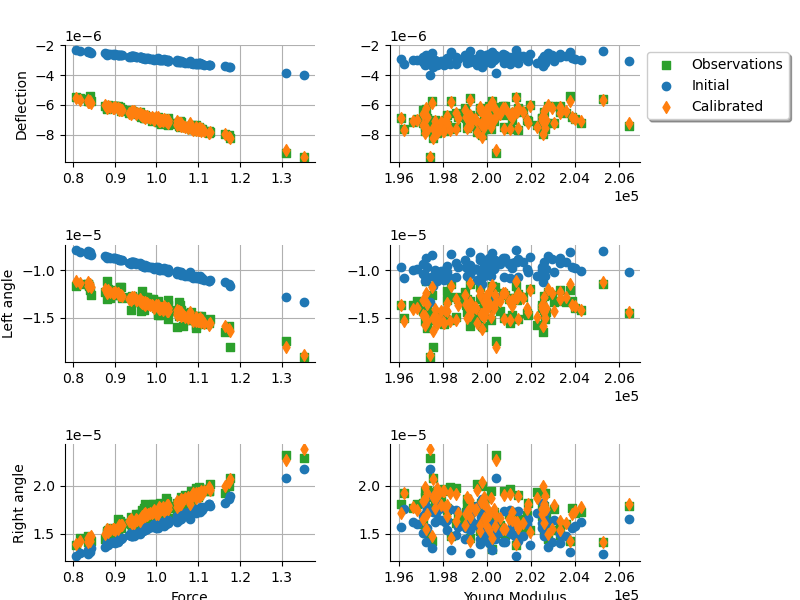 1e−6
1e−6
Deflection
−2
−4
−6
−8
−2
−4
−6
−8
Observations
Initial
Calibrated
0.8 0.9 1.0 1.1 1.2 1.3
1.96 1.98 2.00 2.02 2.04 2.06
1e5
1e−5
1e−5
Left angle
−1.0
−1.5
−1.0
−1.5
0.8 0.9 1.0 1.1 1.2 1.3
1.96 1.98 2.00 2.02 2.04 2.06
1e5
1e−5
1e−5
Right angle
2.0
1.5
2.0
1.5
0.8 0.9 1.0 1.1 1.2 1.3
1.96 1.98 2.00 2.02 2.04 2.06
Force
Young Modulus
1e5